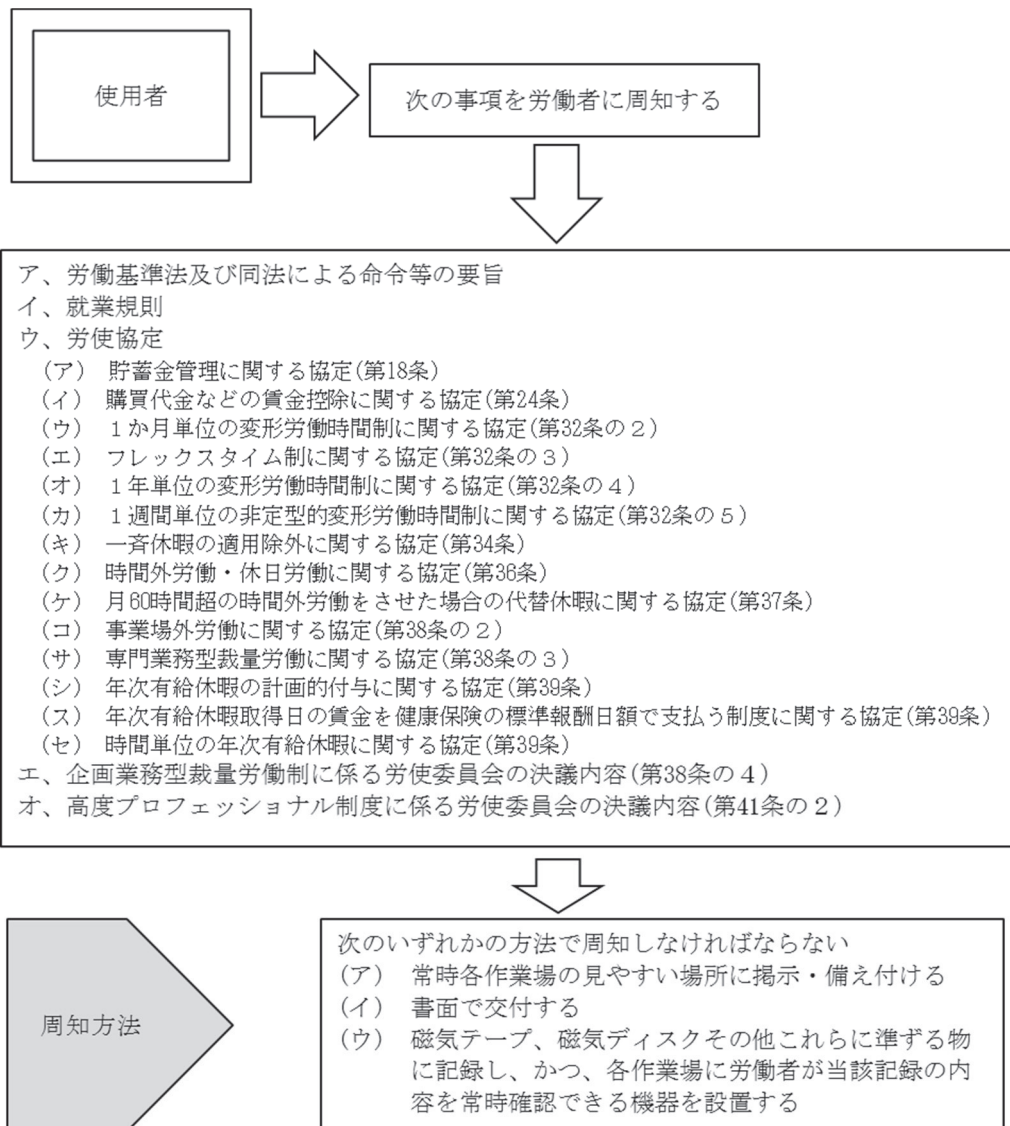 使用者
次の事項を労働者に周知する
ア、労働基準法及び同法による命令等の要旨
イ、就業規則
ウ、労使協定
(ア) 貯蓄金管理に関する協定(第18条)
(イ) 購買代金などの賃金控除に関する協定(第24条)
(ウ) 1か月単位の変形労働時間制に関する協定(第32条の2)
(エ) フレックスタイム制に関する協定(第32条の3)
(オ) 1年単位の変形労働時間制に関する協定(第32条の4)
(カ) 1週間単位の非定型的変形労働時間制に関する協定(第32条の5)
(キ) 一斉休暇の適用除外に関する協定(第34条)
(ク) 時間外労働・休日労働に関する協定(第36条)
(ケ) 月60時間超の時間外労働をさせた場合の代替休暇に関する協定(第37条)
(コ) 事業場外労働に関する協定(第38条の2)
(サ) 専門業務型裁量労働に関する協定(第38条の3)
(シ) 年次有給休暇の計画的付与に関する協定(第39条)
(ス) 年次有給休暇取得日の賃金を健康保険の標準報酬日額で支払う制度に関する協定(第39条)
(セ) 時間単位の年次有給休暇に関する協定(第39条)
エ、企画業務型裁量労働制に係る労使委員会の決議内容(第38条の4)
オ、高度プロフェッショナル制度に係る労使委員会の決議内容(第41条の2)
周知方法
次のいずれかの方法で周知しなければならない
(ア) 常時各作業場の見やすい場所に掲示・備え付ける
(イ) 書面で交付する
(ウ) 磁気テープ、磁気ディスクその他これらに準ずる物
に記録し、かつ、各作業場に労働者が当該記録の内
容を常時確認できる機器を設置する